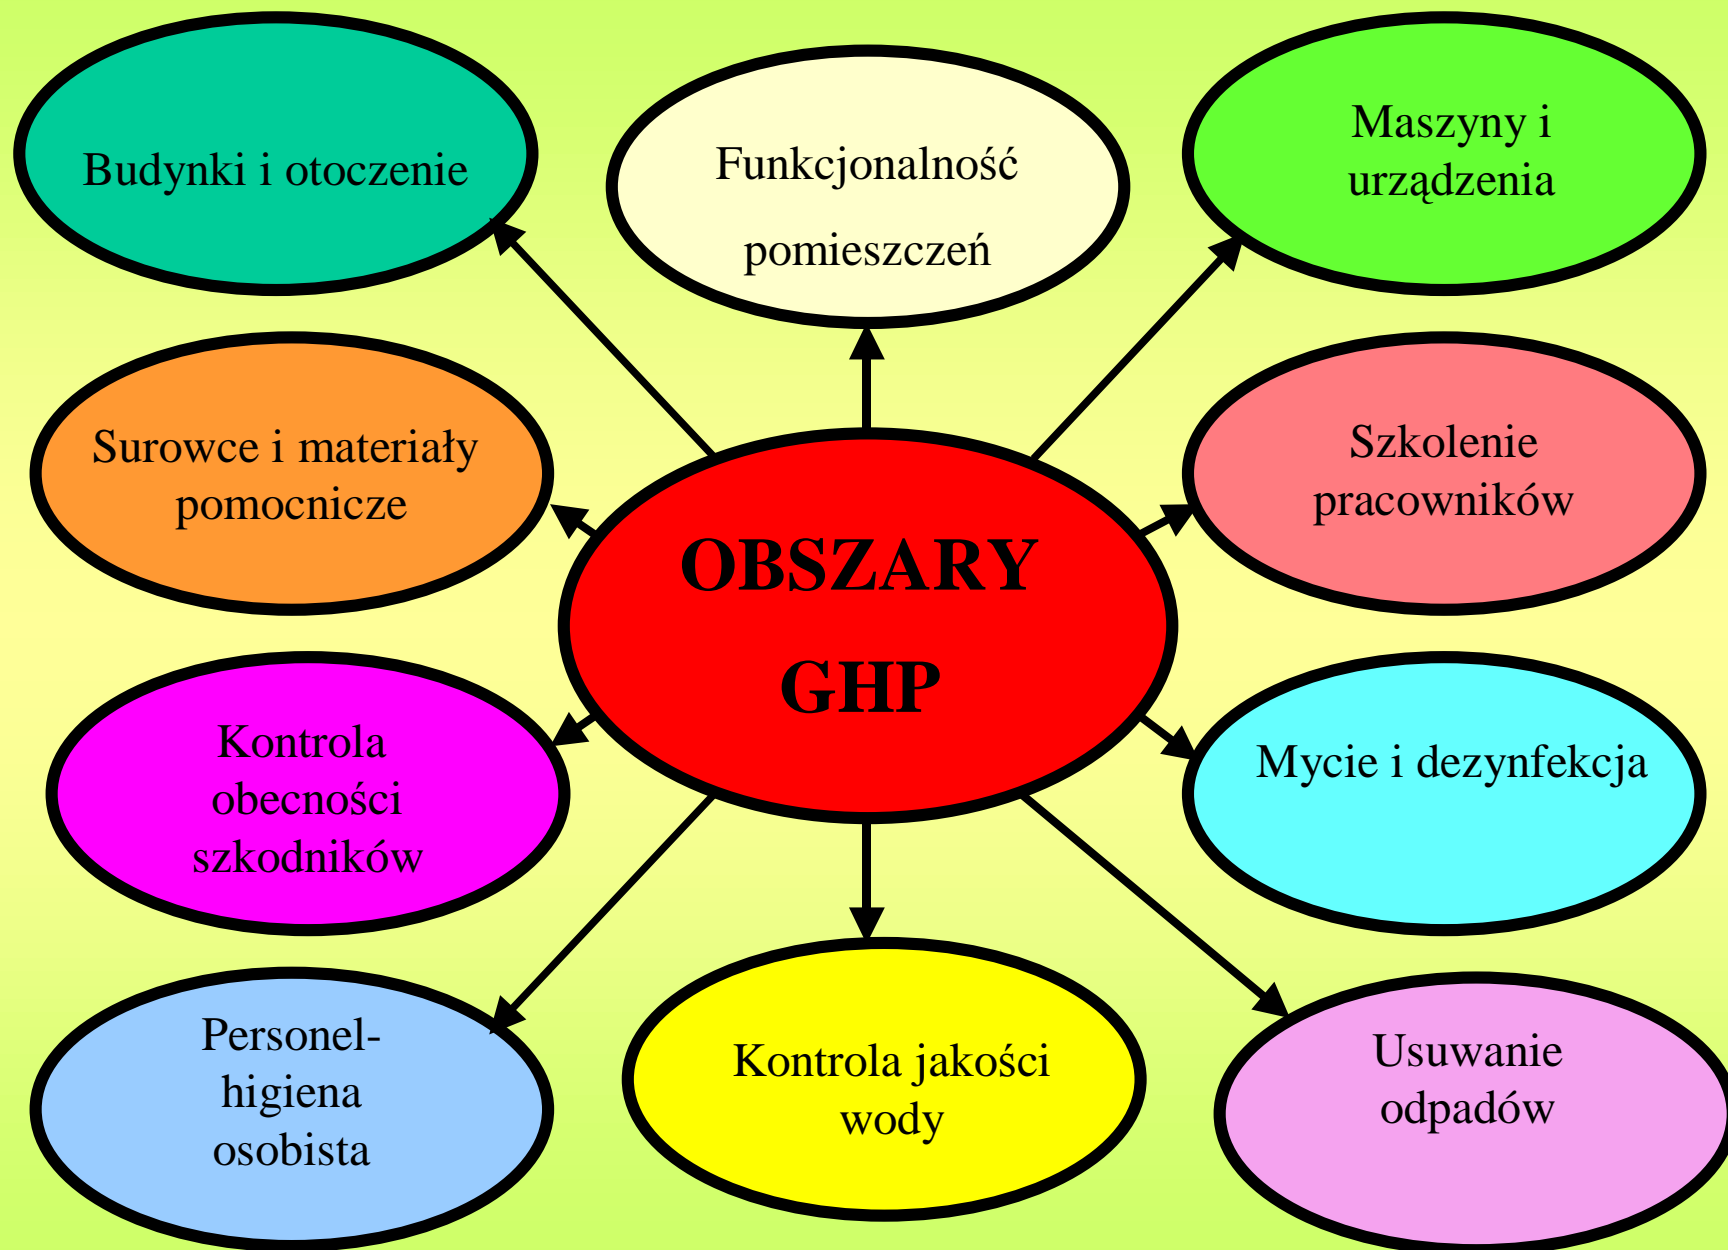 Budynki i otoczenie
Funkcjonalność
pomieszczeń
Maszyny i
urządzenia
Surowce i materiały
pomocnicze
Szkolenie
pracowników
OBSZARY
GHP
Kontrola
obecności
szkodników
Mycie i dezynfekcja
Personel-
higiena
osobista
Kontrola jakości
wody
Usuwanie
odpadów